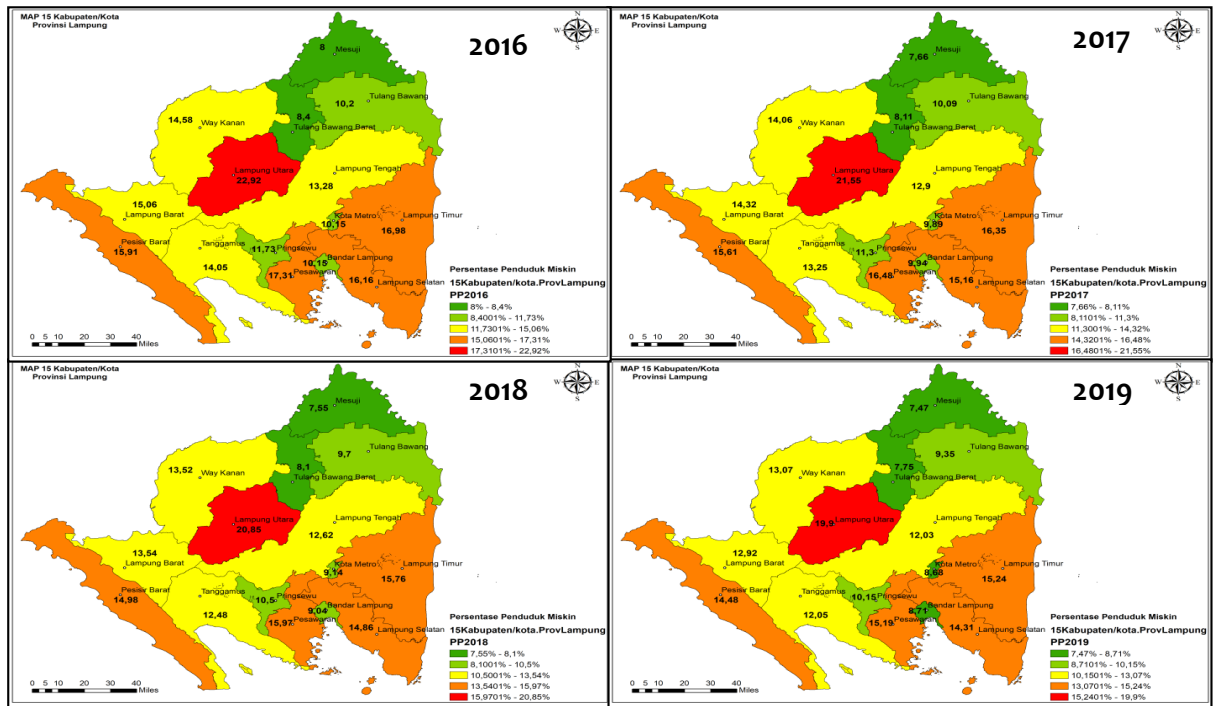 MAP 15 Kabupaten/Kota
Provinsi Lampung
2016
N
W E
S
8
Mesuji
10,2
Tulang Bawang
8,4
Tulang Bawang Barat
14,58
Way Kanan
Lampung Utara
22,92
Lampung Tengah
13,28
15,06
Lampung Barat
Kota Metro
10,15
Lampung Timur
16,98
Pesisir Barat
15,91
Tanggamus
14,05
11,73
Pringsewu
Bandar Lampung
10,15
17,31
Pesawaran
16,16
Lampung Selatan
Persentase Penduduk Miskin
15Kabupaten/kota.ProvLampung
PP2016
8% - 8,4%
8,4001% - 11,73%
11,7301% - 15,06%
15,0601% - 17,31%
17,3101% - 22,92%
0 5 10 20 30 40
Miles
MAP 15 Kabupaten/Kota
Provinsi Lampung
2017
N
W E
S
7,66
Mesuji
10,09
Tulang Bawang
8,11
Tulang Bawang Barat
14,06
Way Kanan
Lampung Utara
21,55
Lampung Tengah
12,9
14,32
Lampung Barat
Kota Metro
9,89
Lampung Timur
16,35
Pesisir Barat
15,61
Tanggamus
13,25
11,3
Pringsewu
Bandar Lampung
9,94
16,48
Pesawaran
15,16
Lampung Selatan
Persentase Penduduk Miskin
15Kabupaten/kota.ProvLampung
PP2017
7,66% - 8,11%
8,1101% - 11,3%
11,3001% - 14,32%
14,3201% - 16,48%
16,4801% - 21,55%
0 5 10 20 30 40
Miles
MAP 15 Kabupaten/Kota
Provinsi Lampung
2018
N
W E
S
7,55
Mesuji
9,7
Tulang Bawang
8,1
Tulang Bawang Barat
13,52
Way Kanan
Lampung Utara
20,85
Lampung Tengah
12,62
13,54
Lampung Barat
Kota Metro
9,14
Lampung Timur
15,76
Pesisir Barat
14,98
Tanggamus
12,48
10,5
Pringsewu
Bandar Lampung
9,04
15,97
Pesawaran
14,86
Lampung Selatan
Persentase Penduduk Miskin
15Kabupaten/kota.ProvLampung
PP2018
7,55% - 8,1%
8,1001% - 10,5%
10,5001% - 13,54%
13,5401% - 15,97%
15,9701% - 20,85%
0 5 10 20 30 40
Miles
MAP 15 Kabupaten/Kota
Provinsi Lampung
2019
N
W E
S
7,47
Mesuji
9,35
Tulang Bawang
7,75
Tulang Bawang Barat
13,07
Way Kanan
19,9
Lampung Utara
Lampung Tengah
12,03
12,92
Lampung Barat
Kota Metro
8,68
Lampung Timur
15,24
Pesisir Barat
14,48
Tanggamus
12,05
10,15
Pringsewu
Bandar Lampung
8,71
15,19
Pesawaran
14,31
Lampung Selatan
Persentase Penduduk Miskin
15Kabupaten/kota.ProvLampung
PP2019
7,47% - 8,71%
8,7101% - 10,15%
10,1501% - 13,07%
13,0701% - 15,24%
15,2401% - 19,9%
0 5 10 20 30 40
Miles